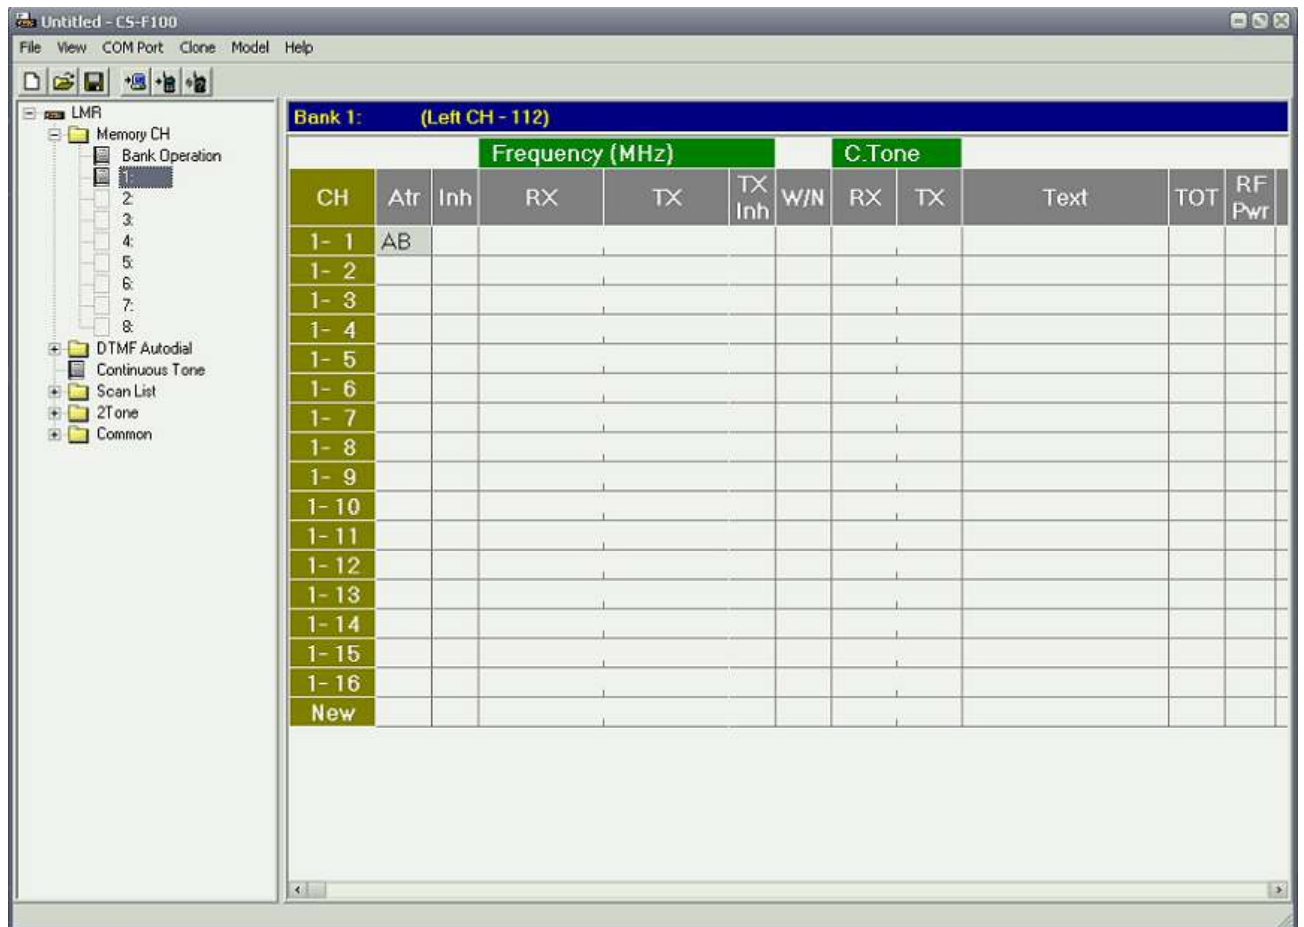 Untitled - CS-F100
File View COM Port Clone Model Help
LMR
Memory CH
Bank Operation
1:
2:
3:
4:
5:
6:
7:
8:
DTMF Autodial
Continuous Tone
Scan List
2Tone
Common
Bank 1: (Left CH - 112)
Frequency (MHz) C.Tone
CH Atr Inh RX TX TX Inh W/N RX TX Text TOT RF Pwr
1- 1 AB
1- 2
1- 3
1- 4
1- 5
1- 6
1- 7
1- 8
1- 9
1- 10
1- 11
1- 12
1- 13
1- 14
1- 15
1- 16
New